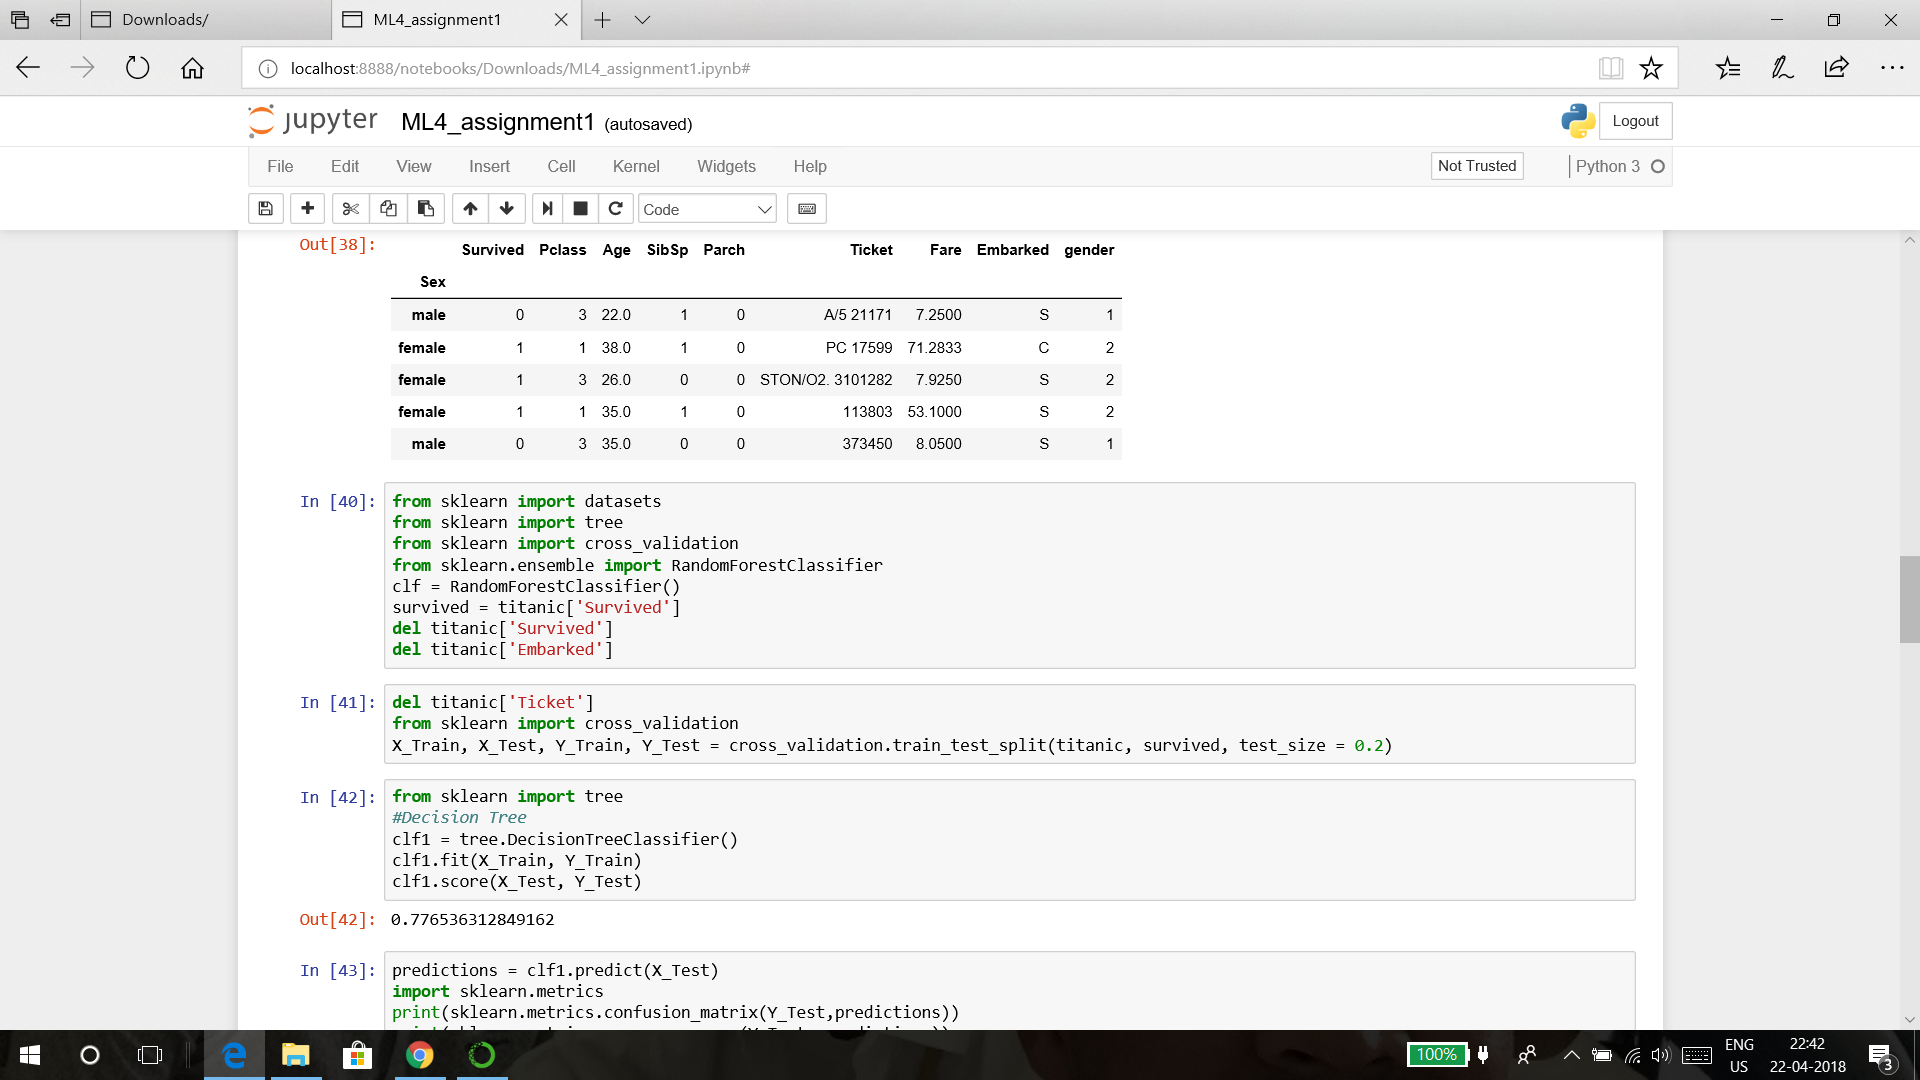 Downloads/
ML4_assignment1
localhost:8888/notebooks/Downloads/ML4_assignment1.ipynb#
jupyter ML4_assignment1 (autosaved)
Logout
File Edit View Insert Cell Kernel Widgets Help
Not Trusted
Python 3
Code
Out[38]:
Survived Pclass Age SibSp Parch Ticket Fare Embarked gender
Sex
male 0 3 22.0 1 0 A/5 21171 7.2500 S 1
female 1 1 38.0 1 0 PC 17599 71.2833 C 2
female 1 3 26.0 0 0 STON/O2. 3101282 7.9250 S 2
female 1 1 35.0 1 0 113803 53.1000 S 2
male 0 3 35.0 0 0 373450 8.0500 S 1
In [40]:
from sklearn import datasets
from sklearn import tree
from sklearn import cross_validation
from sklearn.ensemble import RandomForestClassifier
clf = RandomForestClassifier()
survived = titanic['Survived']
del titanic['Survived']
del titanic['Embarked']
In [41]:
del titanic['Ticket']
from sklearn import cross_validation
X_Train, X_Test, Y_Train, Y_Test = cross_validation.train_test_split(titanic, survived, test_size = 0.2)
In [42]:
from sklearn import tree
#Decision Tree
clf1 = tree.DecisionTreeClassifier()
clf1.fit(X_Train, Y_Train)
clf1.score(X_Test, Y_Test)
Out[42]: 0.776536312849162
In [43]:
predictions = clf1.predict(X_Test)
import sklearn.metrics
print(sklearn.metrics.confusion_matrix(Y_Test,predictions))
100%
ENG
US
22:42
22-04-2018
3